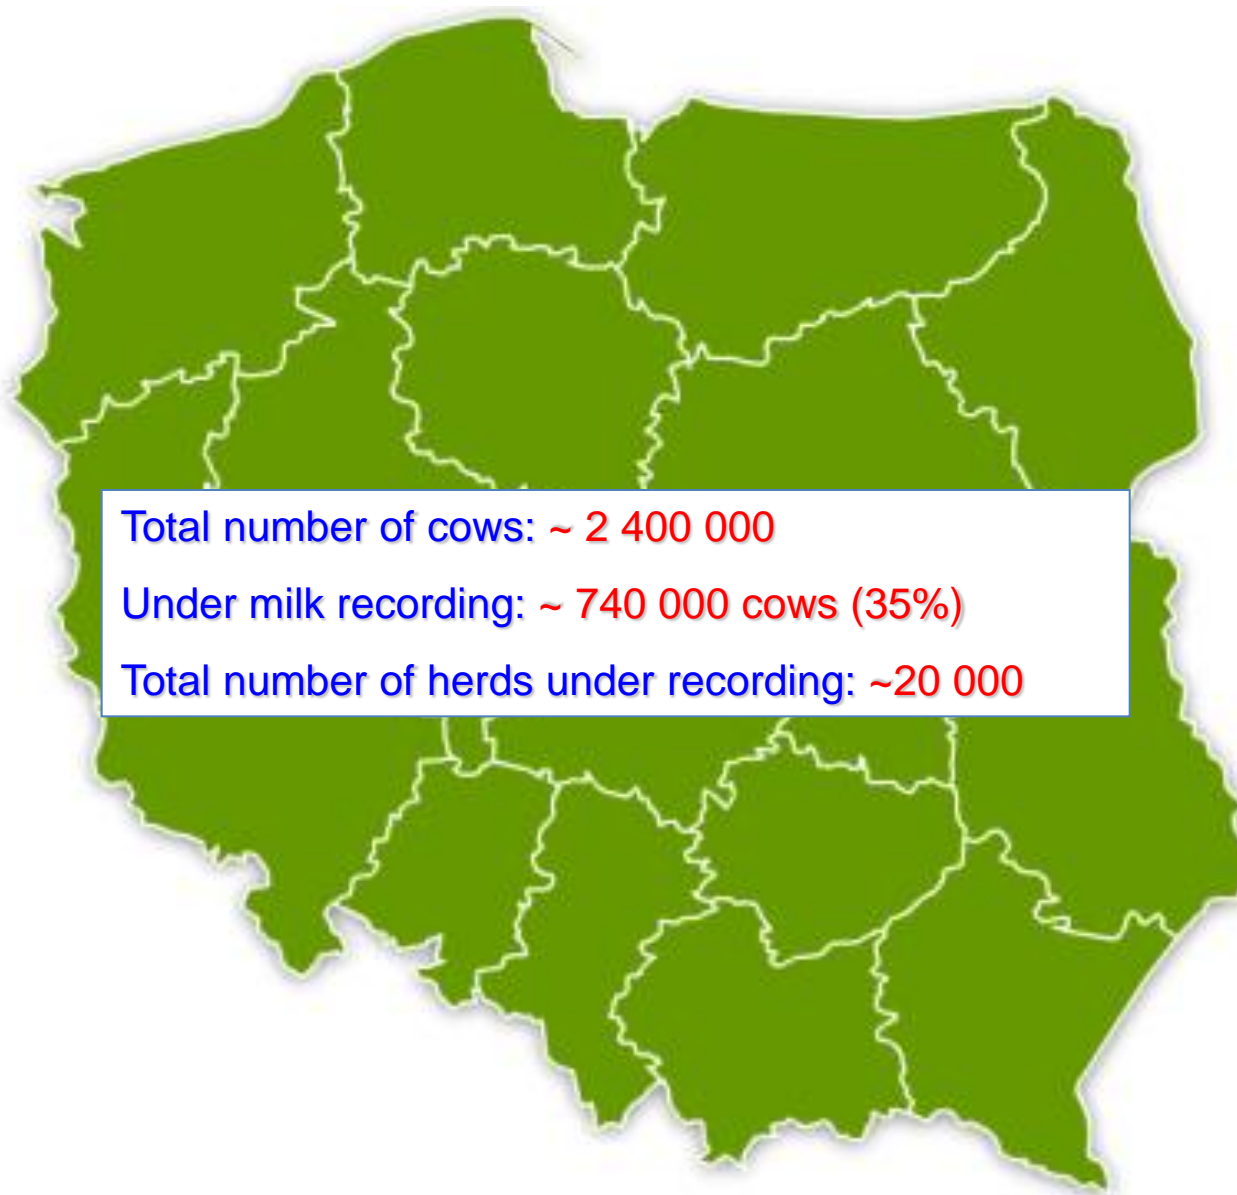 Total number of cows: ~ 2 400 000
Under milk recording: ~ 740 000 cows (35%)
Total number of herds under recording: ~20 000